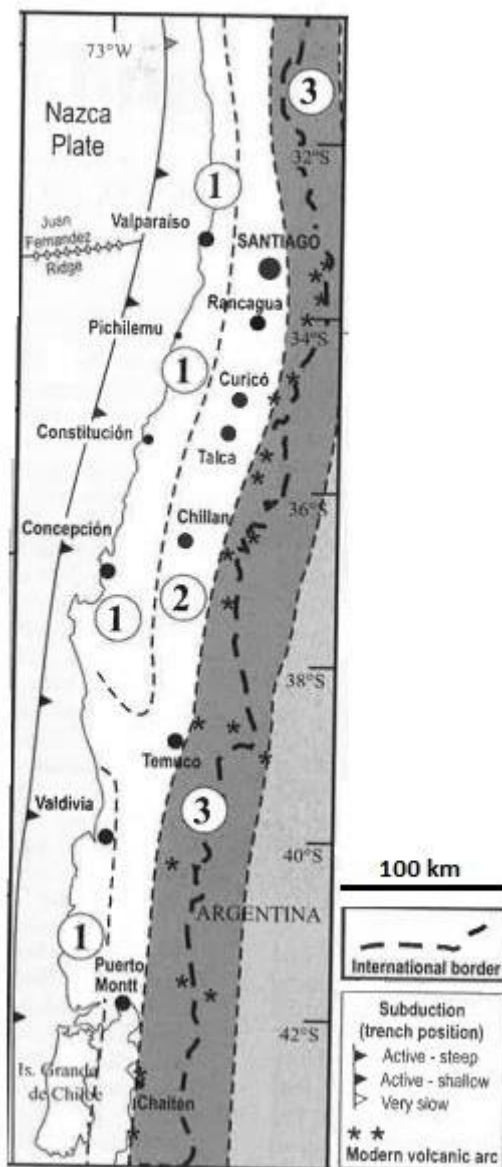 73°W
3
Nazca
Plate
32°S
1
Juan
Fernandez
Ridge
Valparaíso
SANTIAGO
Rancagua
34°S
Pichilemu
1
Curicó
Constitución
Talca
36°S
Chillan
Concepción
2
1
38°S
Temuco
3
Valdivia
40°S
100 km
ARGENTINA
1
International border
Puerto
Montt
Subduction
(trench position)
42°S
Active - steep
Is. Grande
de Chiloe
Active - shallow
Chaiten
Very slow
Modern volcanic arc